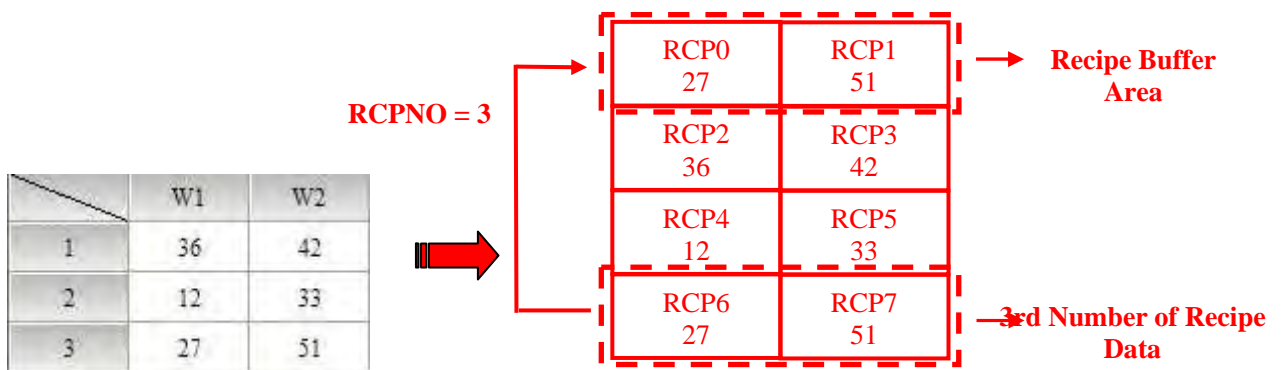 W1 W2
1 36 42
2 12 33
3 27 51
RCPNO = 3
RCP0 RCP1
27 51
RCP2 RCP3
36 42
RCP4 RCP5
12 33
RCP6 RCP7
27 51
Recipe Buffer
Area
3rd Number of Recipe
Data